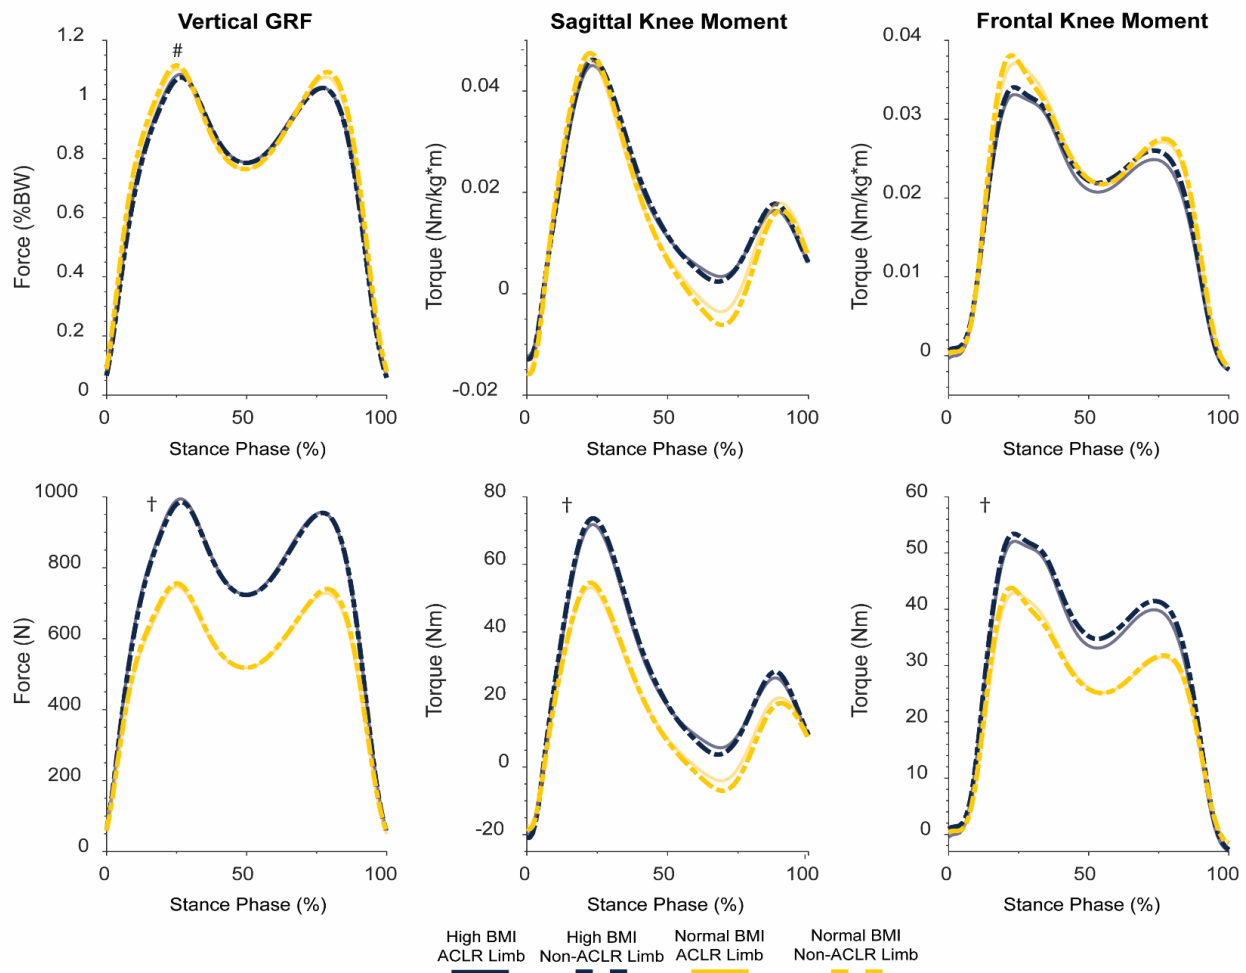 Vertical GRF
Sagittal Knee Moment
Frontal Knee Moment
1.2
1
0.8
0.6
0.4
0.2
0
#
Force (%BW)
0
50
100
Stance Phase (%)
0.04
0.02
0
-0.02
Torque (Nm/kg*m)
0
50
100
Stance Phase (%)
0.04
0.03
0.02
0.01
0
Torque (Nm/kg*m)
0
50
100
Stance Phase (%)
1000
800
600
400
200
0
†
Force (N)
0
50
100
Stance Phase (%)
80
60
40
20
0
-20
†
Torque (Nm)
0
50
100
Stance Phase (%)
60
50
40
30
20
10
0
†
Torque (Nm)
0
50
100
Stance Phase (%)
High BMI
ACLR Limb
High BMI
Non-ACLR Limb
Normal BMI
ACLR Limb
Normal BMI
Non-ACLR Limb